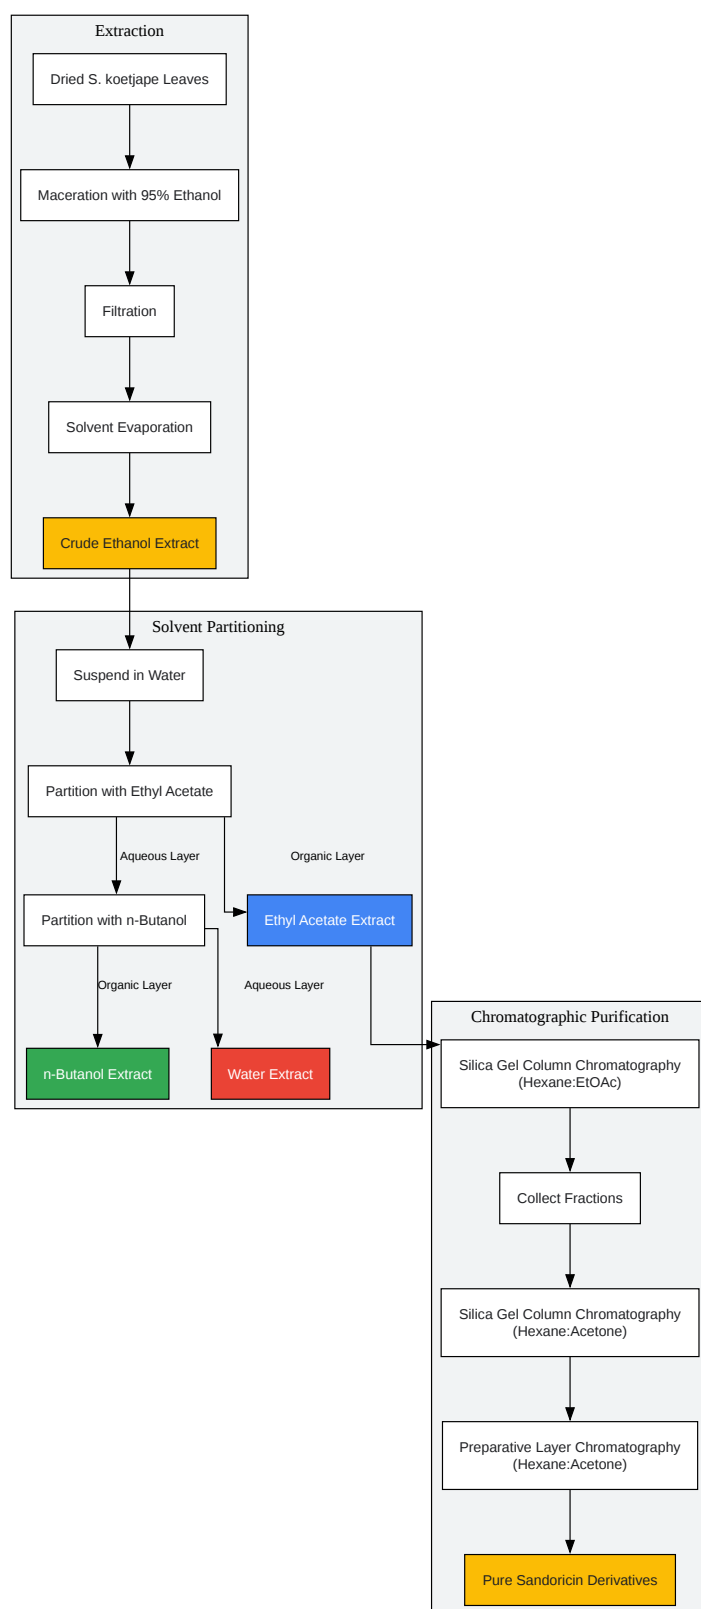 Extraction
Dried S. koetjape Leaves
Maceration with 95% Ethanol
Filtration
Solvent Evaporation
Crude Ethanol Extract
Solvent Partitioning
Suspend in Water
Partition with Ethyl Acetate
Aqueous Layer
Organic Layer
Partition with n-Butanol
Ethyl Acetate Extract
Organic Layer
Aqueous Layer
n-Butanol Extract
Water Extract
Chromatographic Purification
Silica Gel Column Chromatography
(Hexane:EtOAc)
Collect Fractions
Silica Gel Column Chromatography
(Hexane:Acetone)
Preparative Layer Chromatography
(Hexane:Acetone)
Pure Sandoricin Derivatives